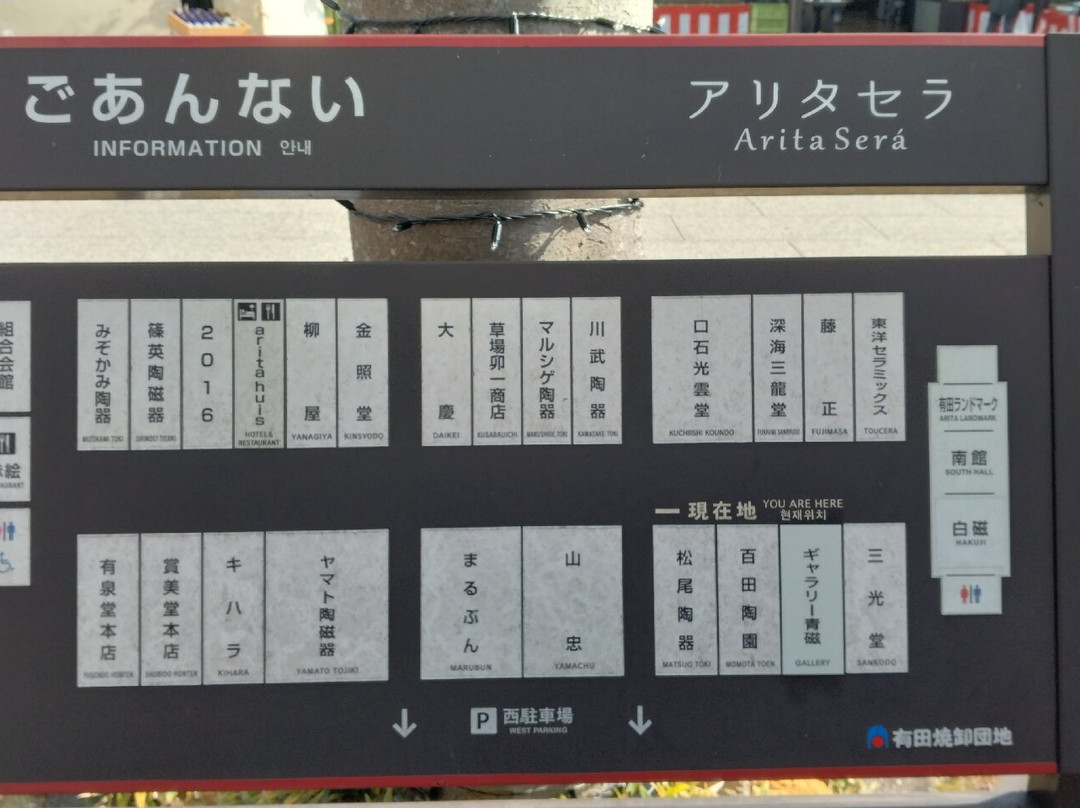 ごあんない
INFORMATION 안내
アリタセラ
Arita Será
組合会館
みぞかみ陶器
MIZOKAMI TOKI
篠英陶磁器
2016
arita huis
HOTEL&
RESTAURANT
柳屋
YANAGIYA
金照堂
KINSYODO
大慶
DAIKEI
草場卯一商店
マルシゲ陶器
MARUSHIGE TOKI
川武陶器
KAWATAKE TOKI
口石光雲堂
KUCHIISHI KOUNDO
深海三龍堂
藤正
FUJIMASA
東洋セラミックス
TOUCERA
有田ランドマーク
ARITA LANDMARK
南館
SOUTH HALL
白磁
HAKUJI
現在地 YOU ARE HERE
현재위치
有泉堂本店
賞美堂本店
SHOBIDO HONTEN
キハラ
KIHARA
ヤマト陶磁器
YAMATO TOJIKI
まるぶん
MARUBUN
山忠
YAMACHU
松尾陶器
MATSUO TOKI
百田陶園
MOMOTA TOEN
ギャラリー青磁
GALLERY
三光堂
SANKODO
P 西駐車場
WEST PARKING
有田焼卸団地